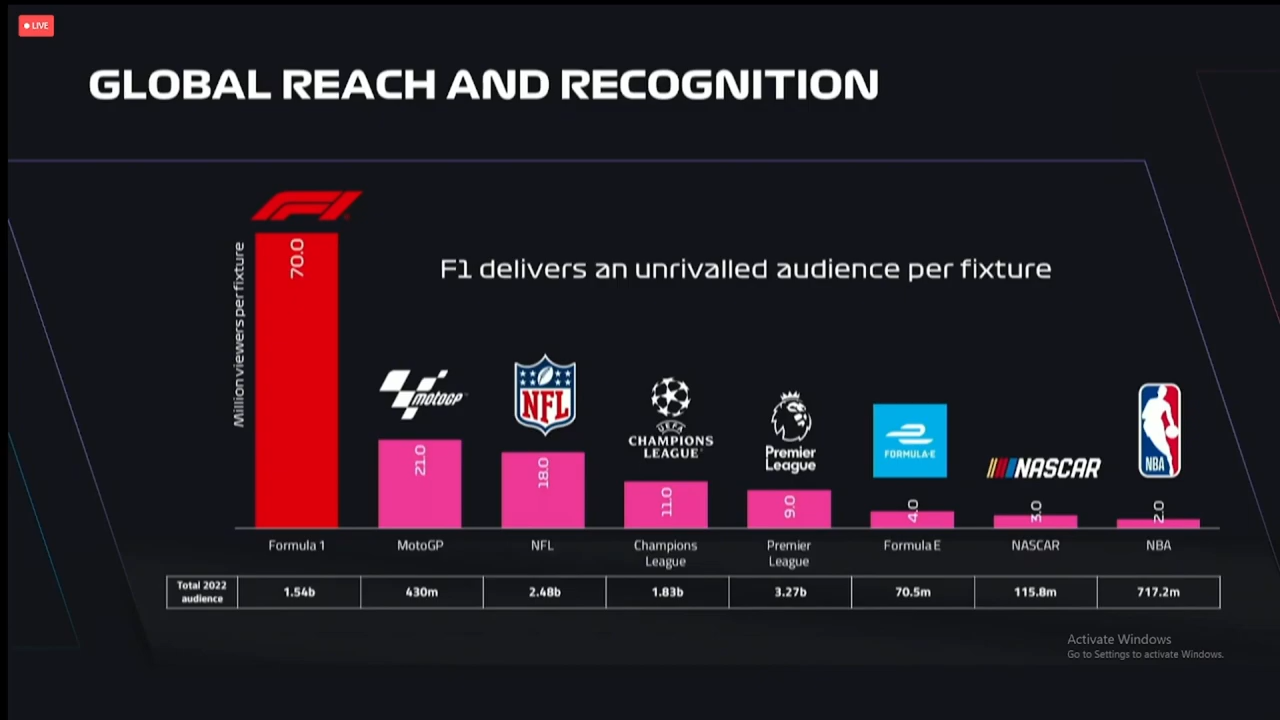 LIVE
GLOBAL REACH AND RECOGNITION
F1
Million viewers per fixture
70.0
F1 delivers an unrivalled audience per fixture
MotoGP
21.0
NFL
18.0
UEFA
CHAMPIONS
LEAGUE
11.0
Premier
League
9.0
FORMULA-E
4.0
NASCAR
3.0
NBA
2.0
Formula 1
MotoGP
NFL
Champions
League
Premier
League
Formula E
NASCAR
NBA
Total 2022
audience
1.54b
430m
2.48b
1.83b
3.27b
70.5m
115.8m
717.2m
Activate Windows
Go to Settings to activate Windows.